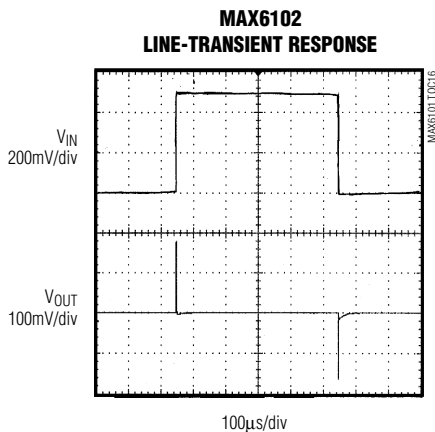 MAX6102
LINE-TRANSIENT RESPONSE
MAX6101 TOC16
VIN
200mV/div
VOUT
100mV/div
100μs/div